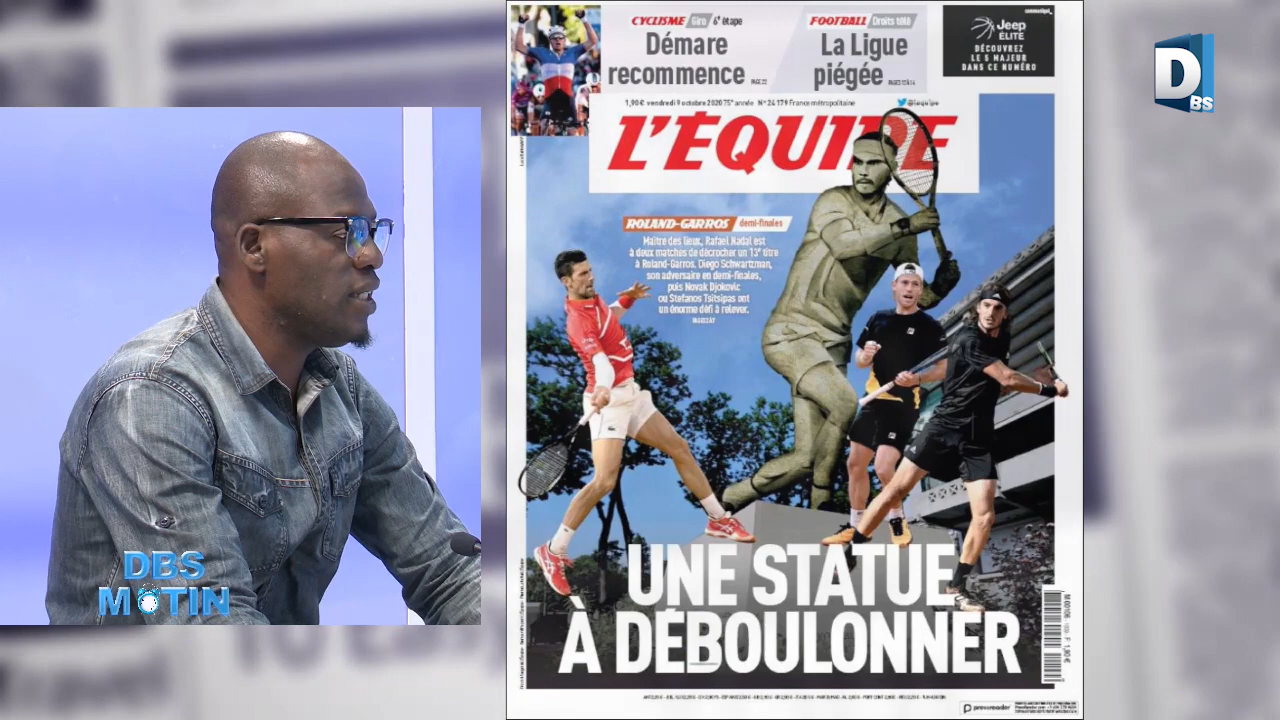 CYCLISME Giro 6e étape
Démare
recommence PAGE 22
FOOTBALL Droits télé
La Ligue
piégée
Jeep
ÉLITE
DÉCOUVREZ
LE 5 MAJEUR
DANS CE NUMÉRO
DBS
1,90 € vendredi 9 octobre 2020 75e année N° 24 179 France métropolitaine @lequipe
L'ÉQUIPE
ROLAND-GARROS demi-finales
Maître des lieux, Rafael Nadal est
à deux matches de décrocher un 13e titre
à Roland-Garros. Diego Schwartzman,
son adversaire en demi-finales,
puis Novak Djokovic
ou Stefanos Tsitsipas ont
un énorme défi à relever.
UNE STATUE
À DÉBOULONNER
DBS
MATIN
pressreader